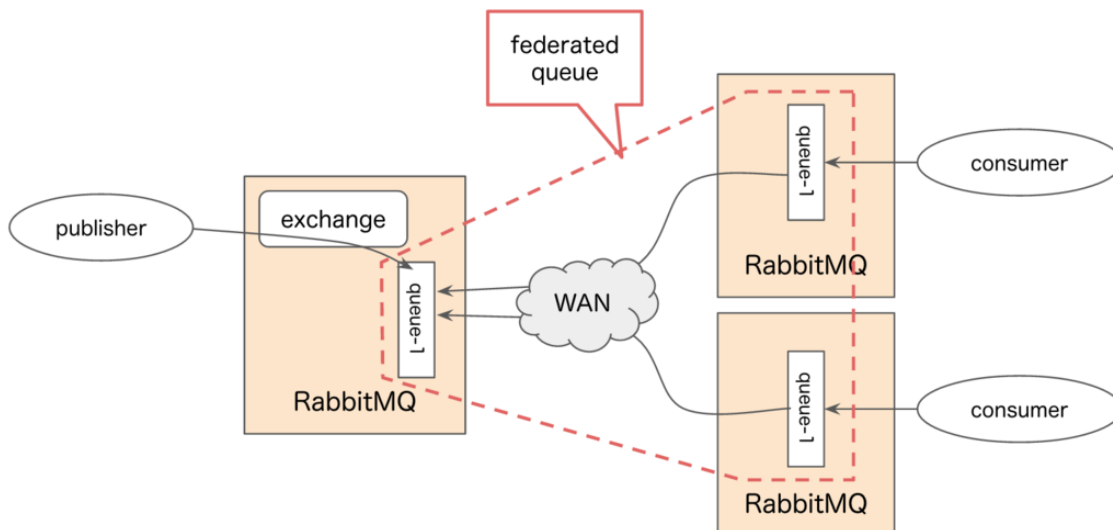 federated
queue
publisher
exchange
queue-1
RabbitMQ
WAN
queue-1
RabbitMQ
consumer
queue-1
RabbitMQ
consumer